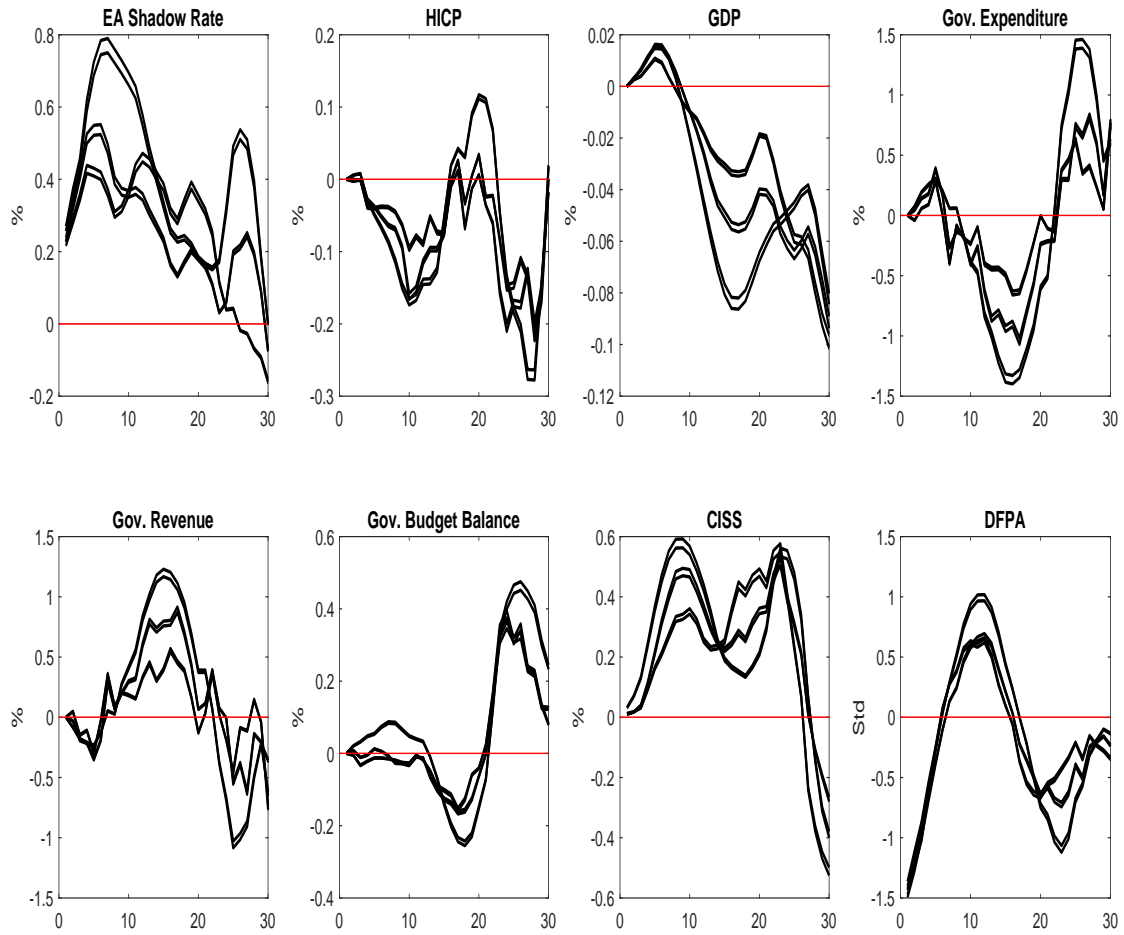 EA Shadow Rate HICP GDP Gov. Expenditure
0.8 0.2 0.02 1.5
0.6 0.1 0 1
0.4 0 -0.02 0.5
0.2 -0.1 -0.04 0
0 -0.2 -0.06 -0.5
-0.2 -0.3 -0.08 -1
-0.1 -1.5
-0.12
% % % %
0 10 20 30 0 10 20 30 0 10 20 30 0 10 20 30
Gov. Revenue Gov. Budget Balance CISS DFPA
1.5 0.6 0.6 1.5
1 0.4 0.4 1
0.5 0.2 0.2 0.5
0 0 0 0
-0.5 -0.2 -0.2 -0.5
-1 -0.4 -0.4 -1
-1.5 -0.6 -1.5
% % % Std
0 10 20 30 0 10 20 30 0 10 20 30 0 10 20 30